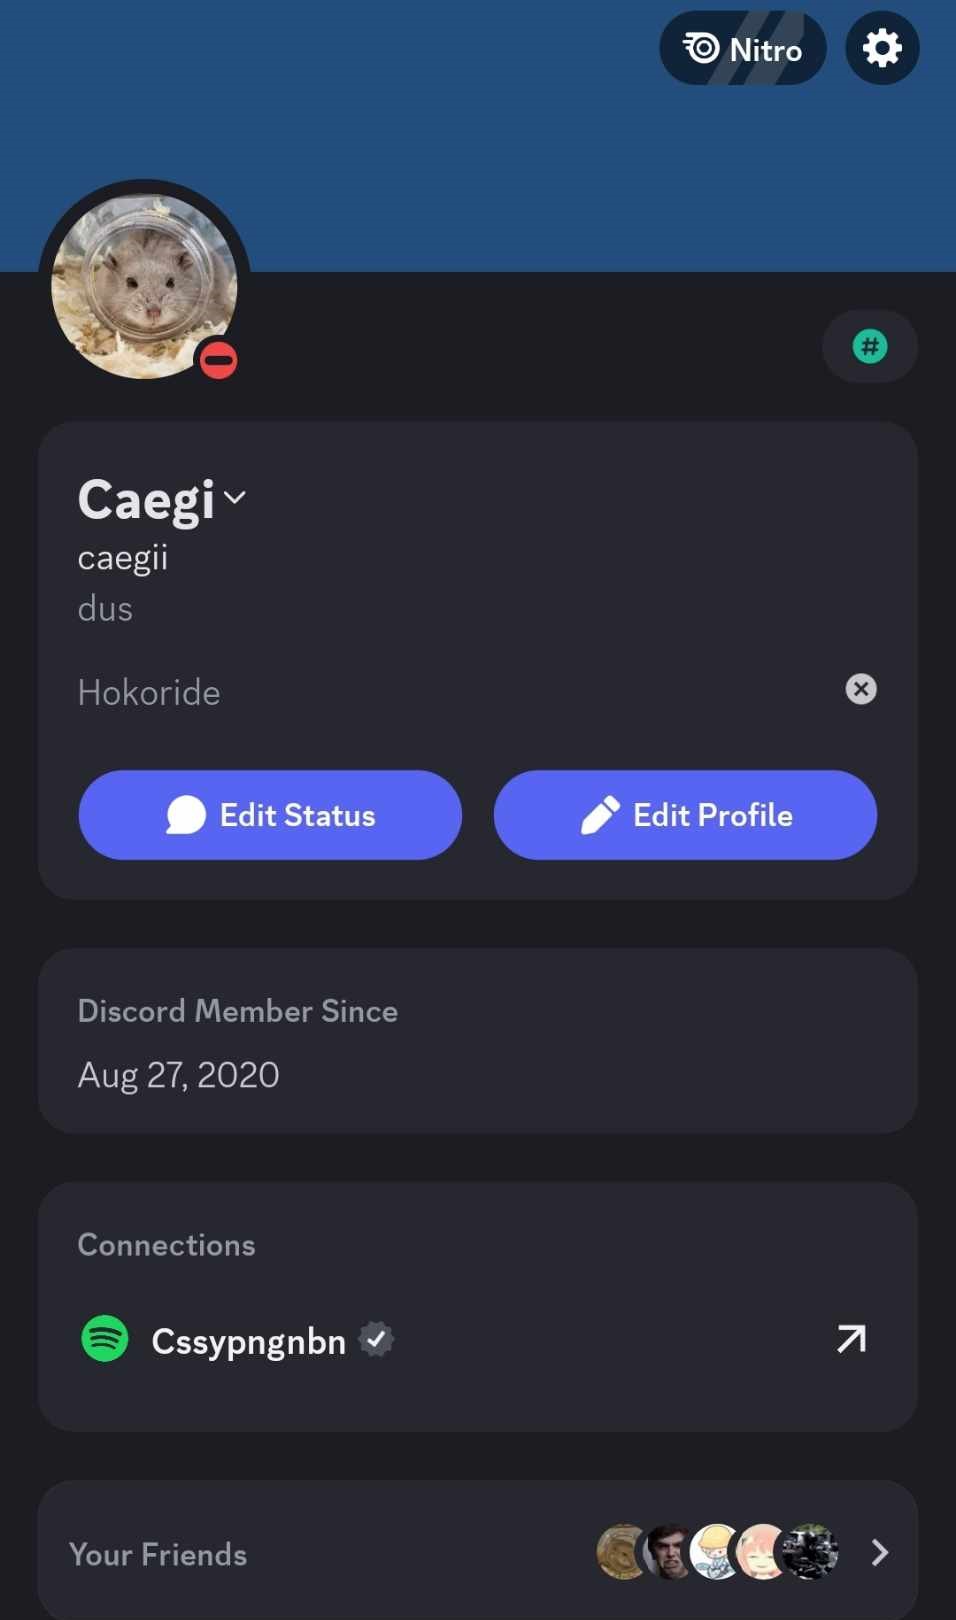 Nitro
#
Caegi
caegii
dus
Hokoride
Edit Status
Edit Profile
Discord Member Since
Aug 27, 2020
Connections
Cssypngnbn
Your Friends